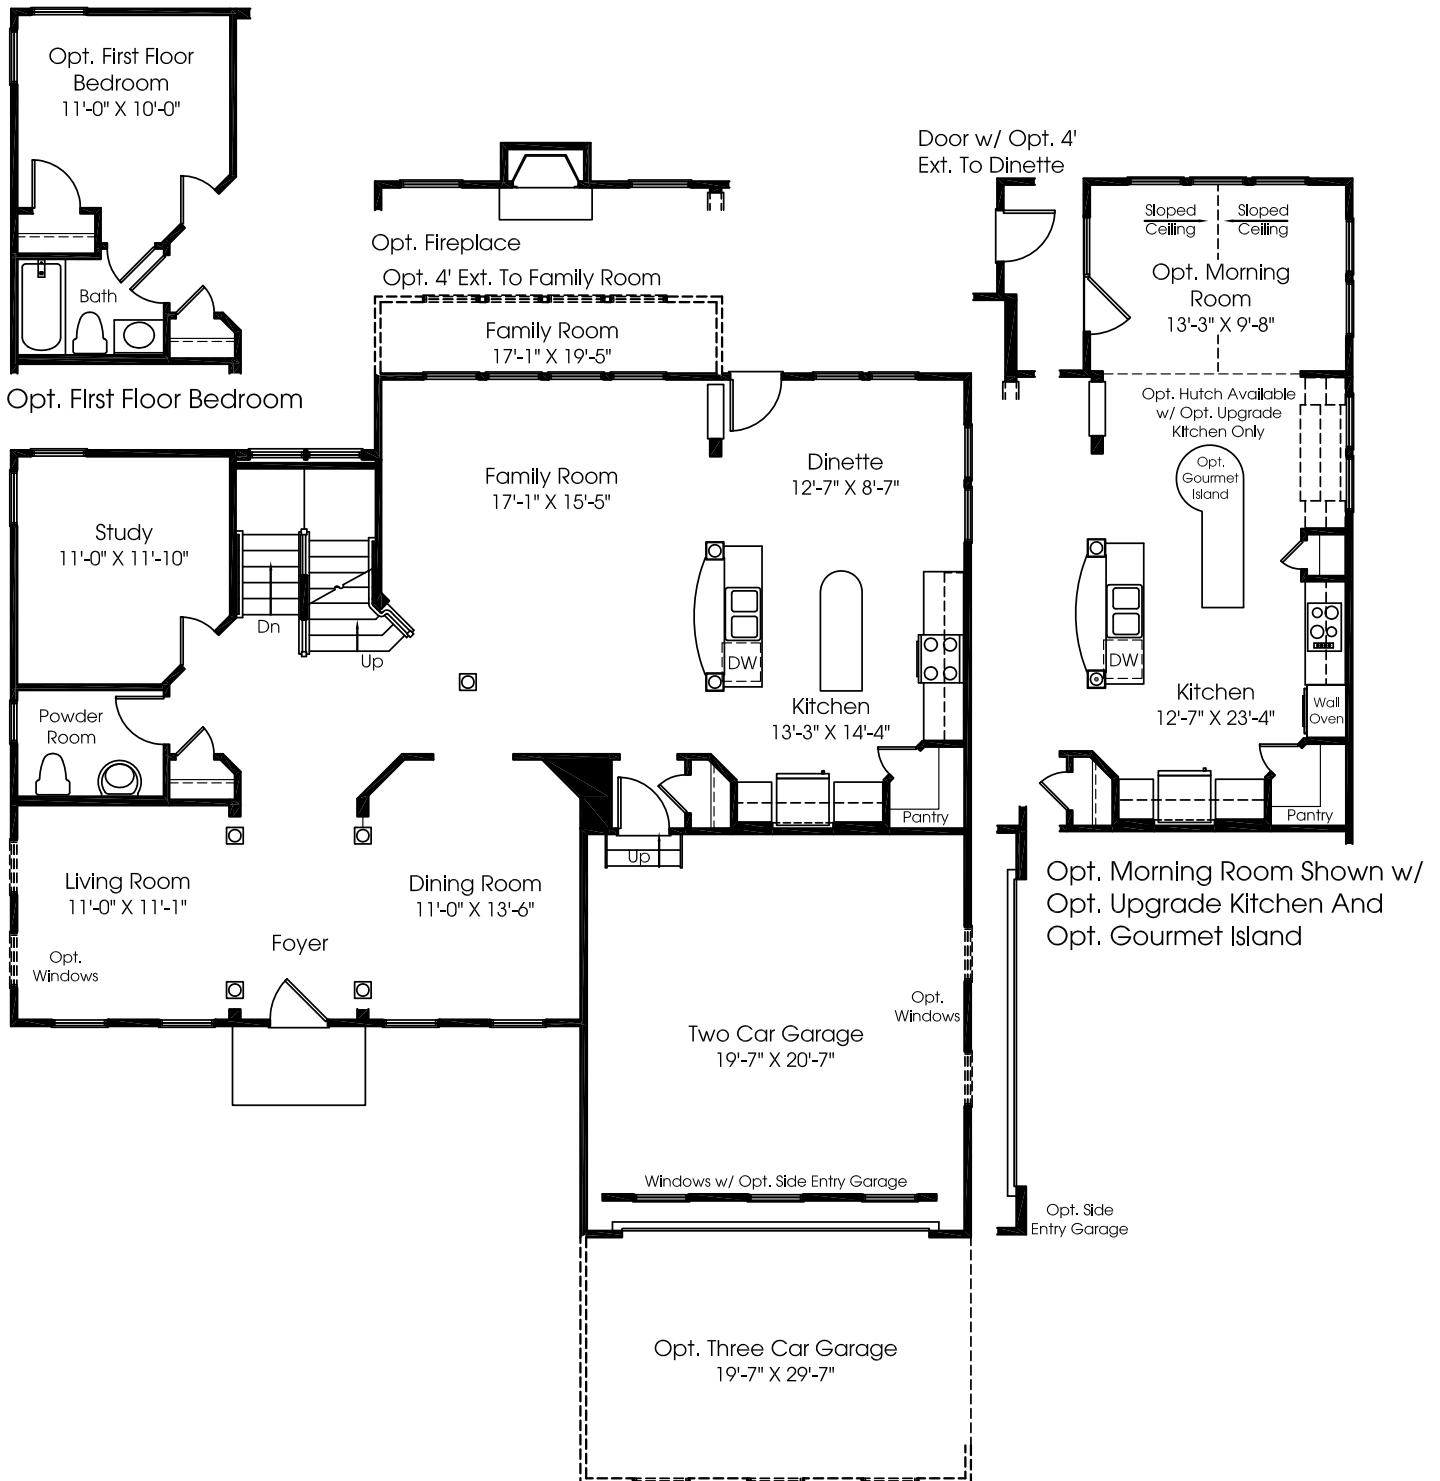 Opt. First Floor
Bedroom
11'-0" X 10'-0"
Bath
Opt. FIrst Floor Bedroom
Opt. Fireplace
Opt. 4' Ext. To Family Room
Family Room
17'-1" X 19'-5"
Door w/ Opt. 4'
Ext. To Dinette
Sloped
Ceiling
Sloped
Ceiling
Opt. Morning
Room
13'-3" X 9'-8"
Opt. Hutch Available
w/ Opt. Upgrade
Kitchen Only
Opt.
Gourmet
Island
DW
Kitchen
12'-7" X 23'-4"
Wall
Oven
Pantry
Opt. Morning Room Shown w/
Opt. Upgrade Kitchen And
Opt. Gourmet Island
Family Room
17'-1" X 15'-5"
Dinette
12'-7" X 8'-7"
Study
11'-0" X 11'-10"
Dn
Up
DW
Kitchen
13'-3" X 14'-4"
Powder
Room
Pantry
Up
Living Room
11'-0" X 11'-1"
Dining Room
11'-0" X 13'-6"
Foyer
Opt.
Windows
Opt.
Windows
Two Car Garage
19'-7" X 20'-7"
Windows w/ Opt. Side Entry Garage
Opt. Side
Entry Garage
Opt. Three Car Garage
19'-7" X 29'-7"